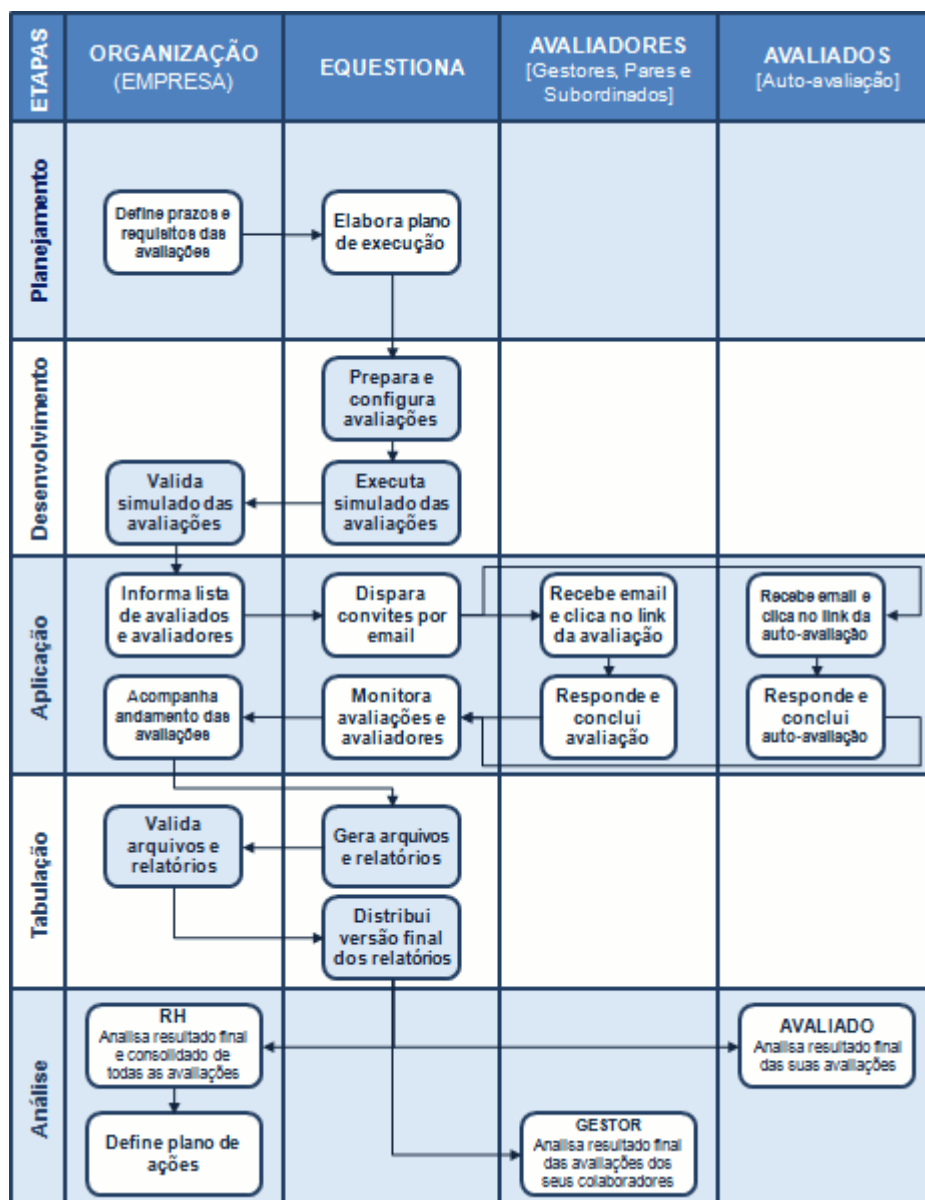 ETAPAS
ORGANIZAÇÃO
(EMPRESA)
EQUESTIONA
AVALIADORES
[Gestores, Pares e
Subordinados]
AVALIADOS
[Auto-avaliação]
Planejamento
Define prazos e
requisitos das
avaliações
Elabora plano
de execução
Desenvolvimento
Prepara e
configura
avaliações
Valida
simulado das
avaliações
Executa
simulado das
avaliações
Aplicação
Informa lista
de avaliados
e avaliadores
Dispara
convites por
email
Recebe email
e clica no link
da avaliação
Recebe email e
clica no link da
auto-avaliação
Acompanha
andamento das
avaliações
Monitora
avaliações e
avaliadores
Responde e
conclui
avaliação
Responde e
conclui
auto-avaliação
Tabulação
Valida
arquivos e
relatórios
Gera arquivos
e relatórios
Distribui
versão final
dos relatórios
Análise
RH
Analisa resultado final
e consolidado de
todas as avaliações
AVALIADO
Analisa resultado final
das suas avaliações
Define plano de
ações
GESTOR
Analisa resultado final
das avaliações dos
seus colaboradores